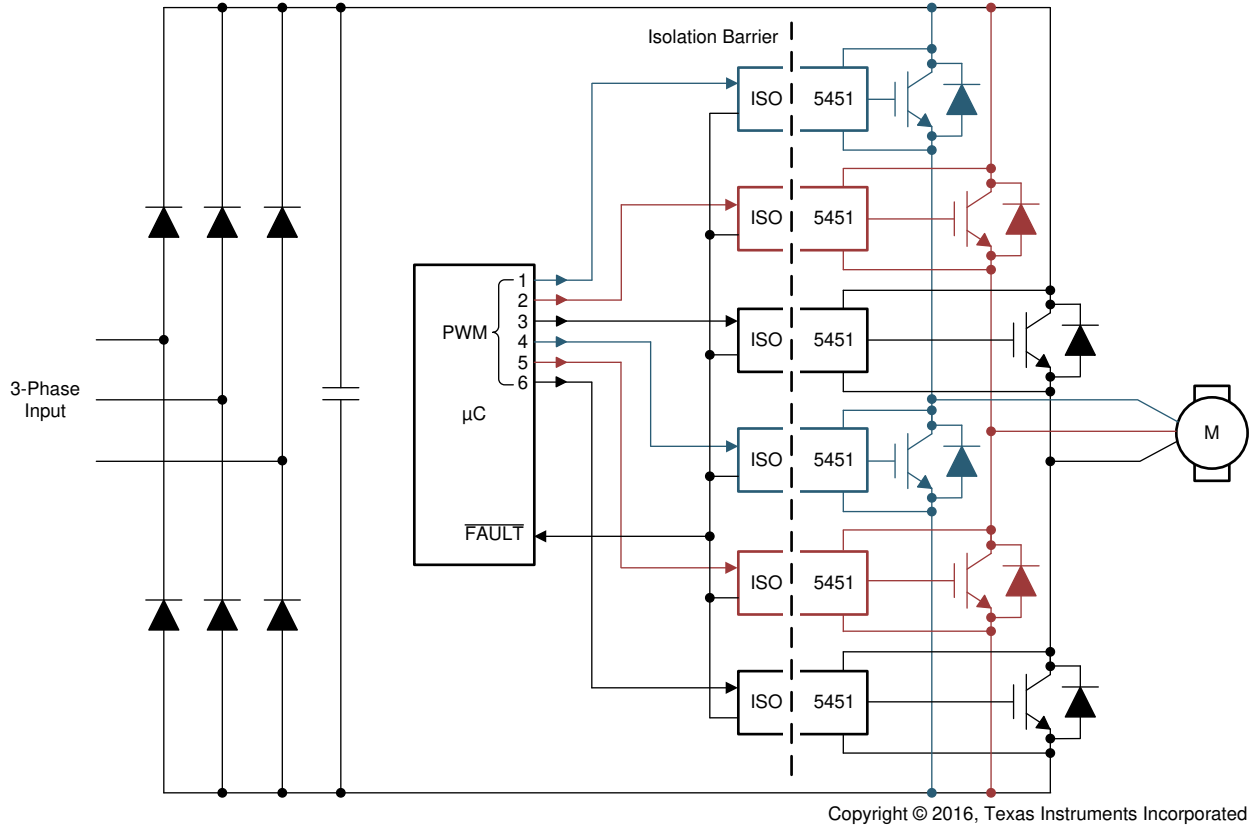 Isolation Barrier
ISO 5451
ISO 5451
ISO 5451
ISO 5451
ISO 5451
ISO 5451
3-Phase
Input
PWM
1
2
3
4
5
6
µC
FAULT
M
Copyright © 2016, Texas Instruments Incorporated